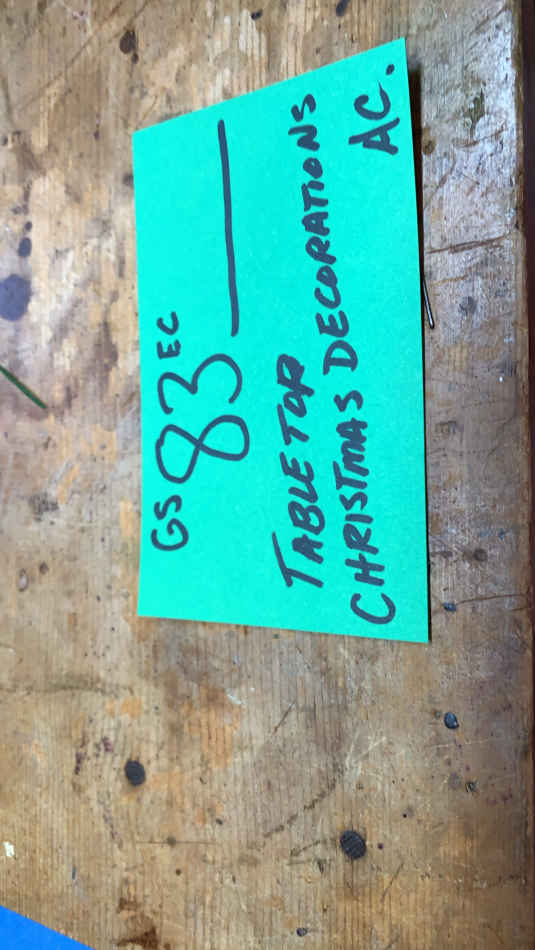 GS 83 EC
TABLE TOP
CHRISTMAS DECORATIONS
AC.